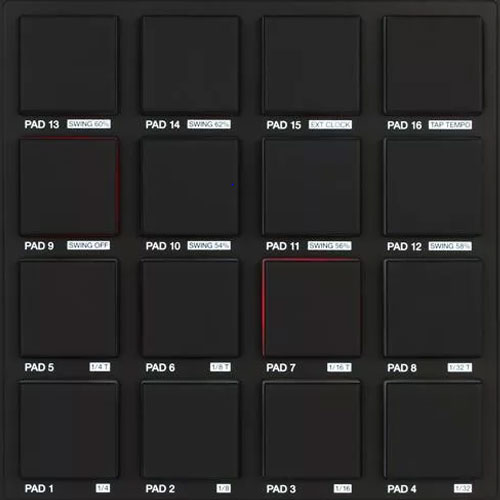 PAD 13 SWING 60% PAD 14 SWING 62% PAD 15 EXT CLOCK PAD 16 TAP TEMPO
PAD 9 SWING OFF PAD 10 SWING 54% PAD 11 SWING 56% PAD 12 SWING 58%
PAD 5 1/4 T PAD 6 1/8 T PAD 7 1/16 T PAD 8 1/32 T
PAD 1 1/4 PAD 2 1/8 PAD 3 1/16 PAD 4 1/32